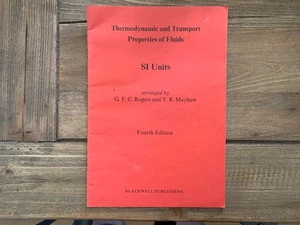 Thermodynamic and Transport
Properties of Fluids
SI Units
arranged by
G. F. C. Rogers and Y. R. Mayhew
Fourth Edition
BLACKWELL PUBLISHERS